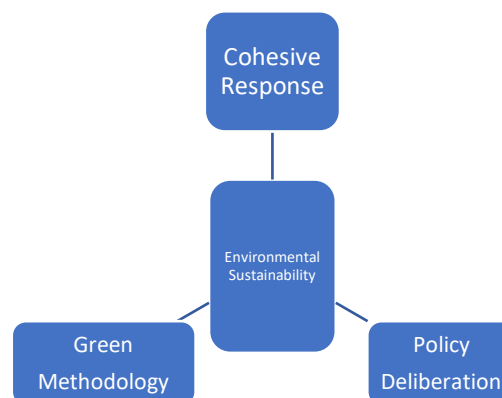 Cohesive
Response
Environmental
Sustainability
Green
Methodology
Policy
Deliberation